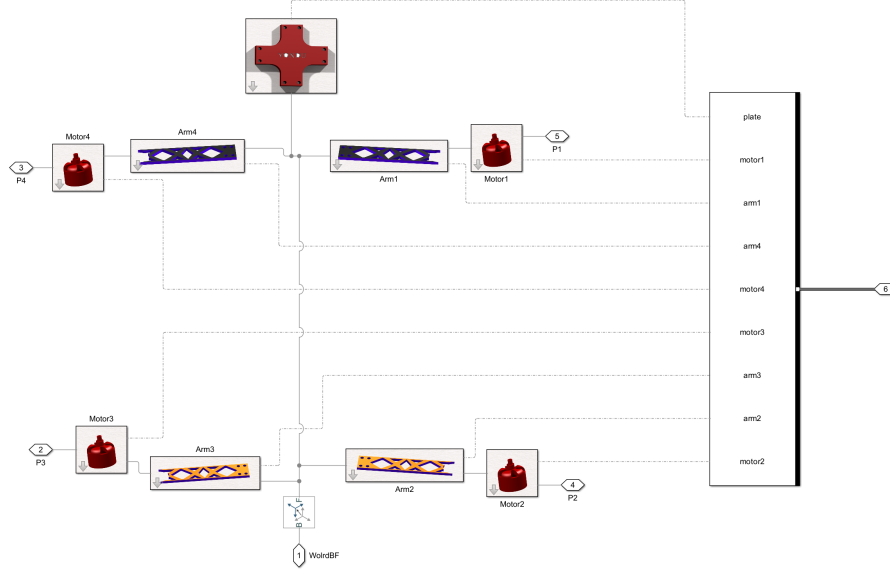 plate
Motor4
Arm4
5
P1
3
P4
Arm1
Motor1
motor1
arm1
arm4
motor4
6
motor3
arm3
arm2
motor2
Motor3
2
P3
Arm3
Arm2
Motor2
4
P2
F
B
1
WolrdBF